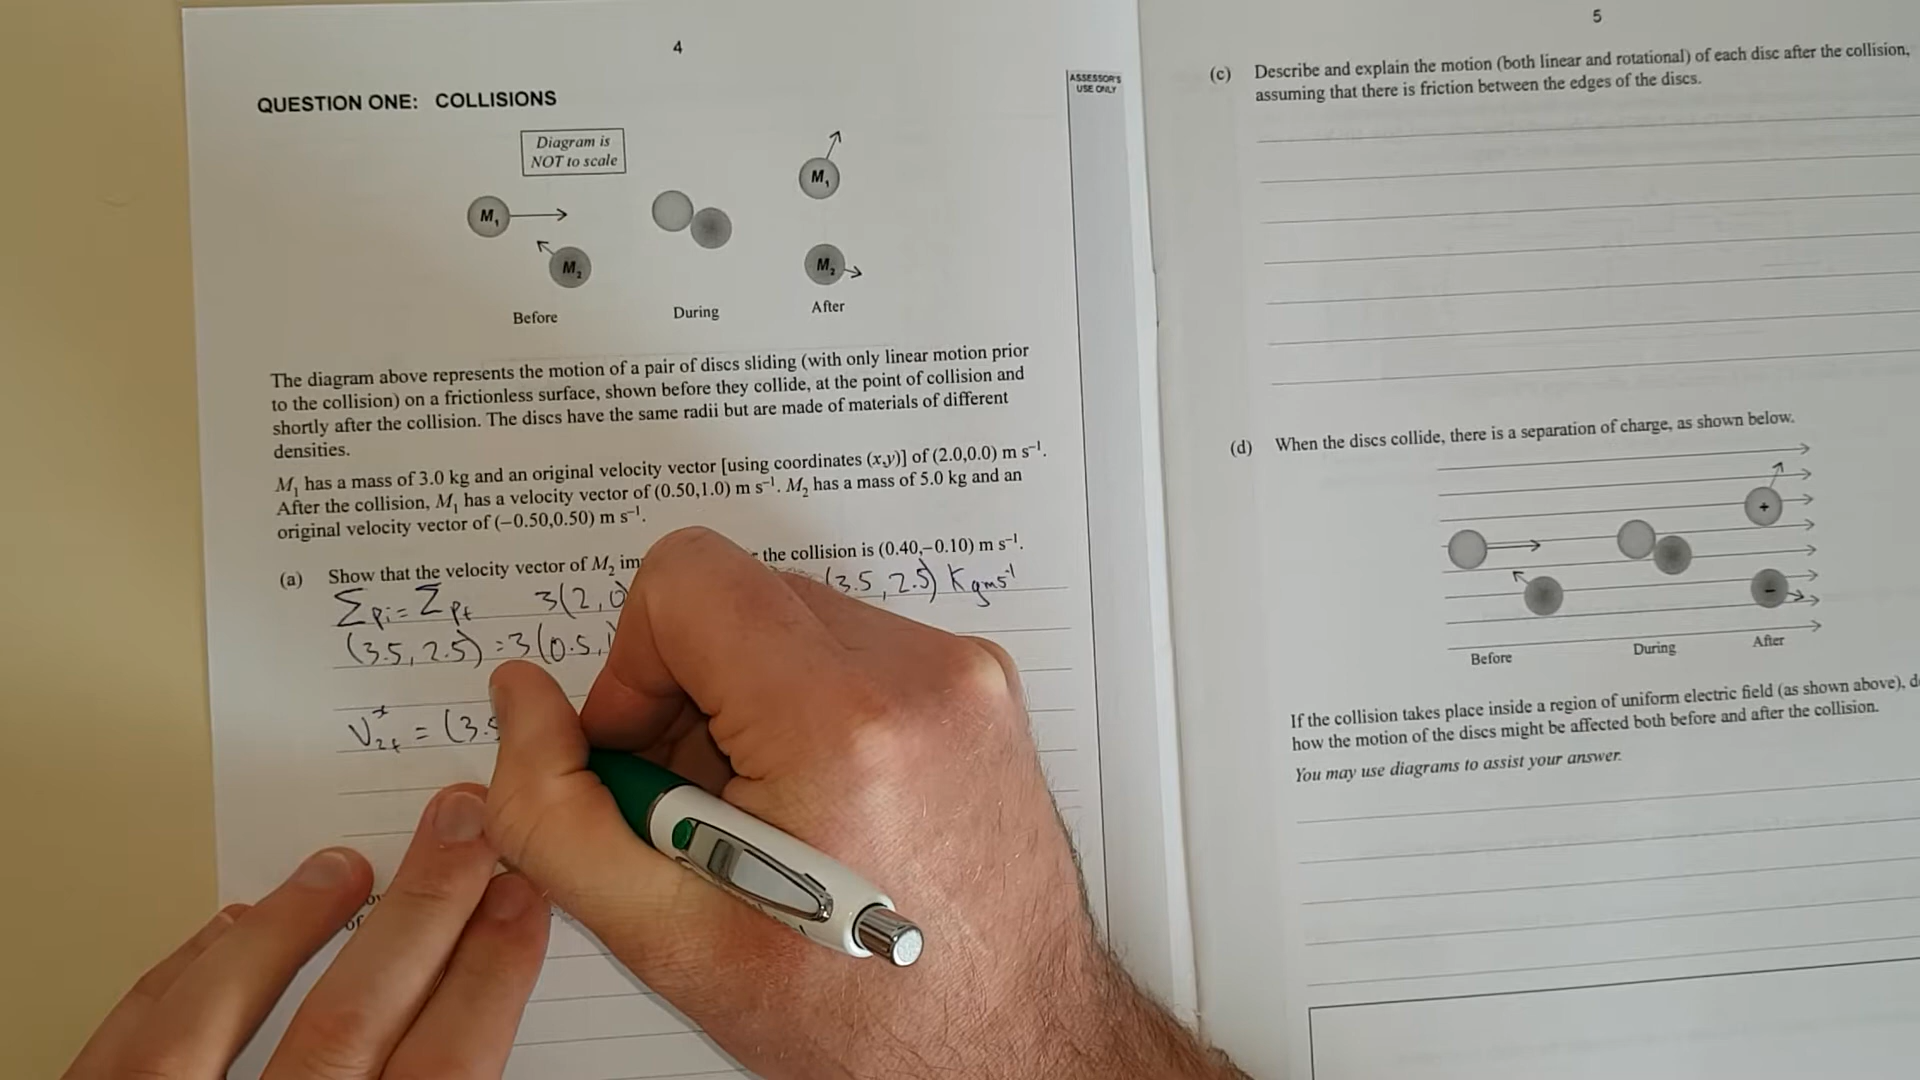 4
QUESTION ONE: COLLISIONS
ASSESSOR'S
USE ONLY
Diagram is
NOT to scale
M₁
M₂
M₁
M₂
Before
During
After
The diagram above represents the motion of a pair of discs sliding (with only linear motion prior
to the collision) on a frictionless surface, shown before they collide, at the point of collision and
shortly after the collision. The discs have the same radii but are made of materials of different
densities.
M₁ has a mass of 3.0 kg and an original velocity vector [using coordinates (x,y)] of (2.0,0.0) m s⁻¹.
After the collision, M₁ has a velocity vector of (0.50,1.0) m s⁻¹. M₂ has a mass of 5.0 kg and an
original velocity vector of (−0.50,0.50) m s⁻¹.
(a) Show that the velocity vector of M₂ the collision is (0.40,−0.10) m s⁻¹.
Σpi = Σpf 3(2,0) (3.5, 2.5) Kgms⁻¹
(3.5, 2.5) = 3(0.5,
V₂f = (3.5
of
5
(c) Describe and explain the motion (both linear and rotational) of each disc after the collision,
assuming that there is friction between the edges of the discs.
(d) When the discs collide, there is a separation of charge, as shown below.
+
−
Before
During
After
If the collision takes place inside a region of uniform electric field (as shown above),
how the motion of the discs might be affected both before and after the collision.
You may use diagrams to assist your answer.